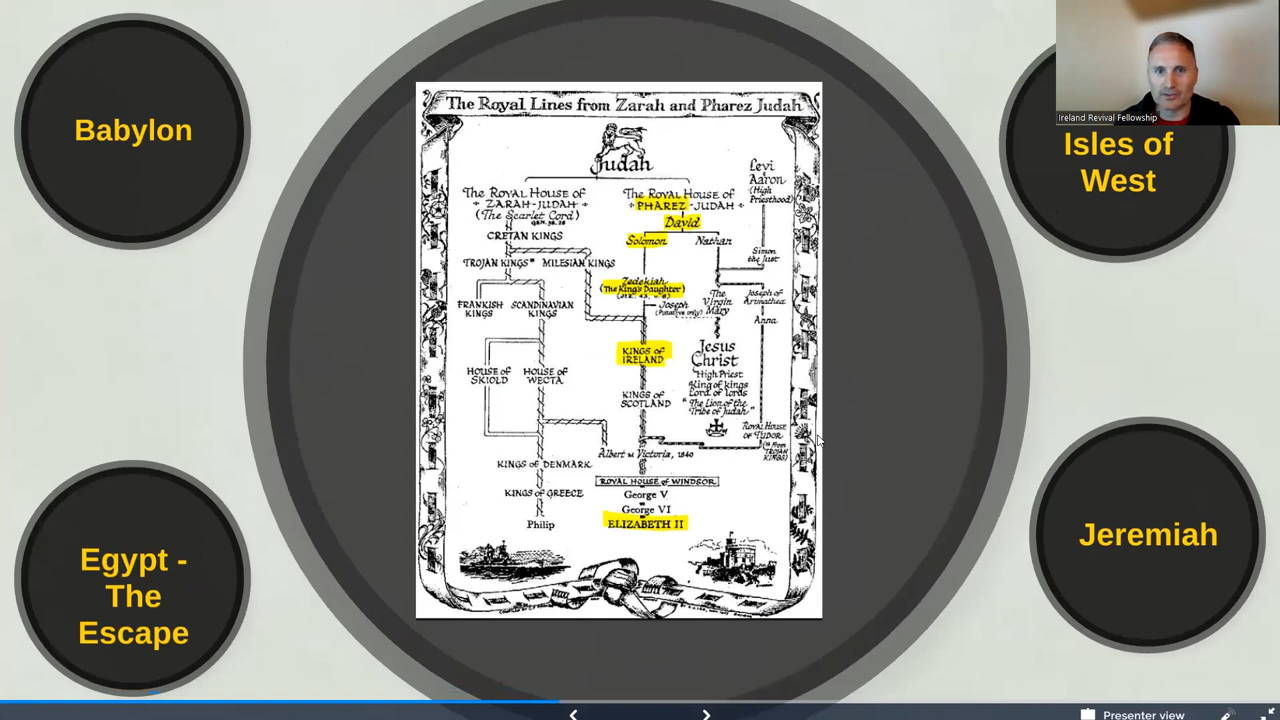 Babylon
Isles of
West
Egypt -
The
Escape
Jeremiah
Ireland Revival Fellowship
The Royal Lines from Zarah and Pharez Judah
Judah
Levi
Aaron
(High
Priesthood)
The ROYAL HOUSE OF
ZARAH-JUDAH
(The Scarlet Cord)
The ROYAL HOUSE OF
PHAREZ-JUDAH
David
CRETAN KINGS
Solomon
Nathan
Simon
the Just
TROJAN KINGS*
MILESIAN KINGS
Zedekiah
(The King's Daughter)
Joseph
(Putative only)
The
Virgin
Mary
Joseph of
Arimathea
Anna
FRANKISH
KINGS
SCANDINAVIAN
KINGS
KINGS OF
IRELAND
Jesus
Christ
High Priest
King of kings
Lord of lords
"The Lion of the
Tribe of Judah"
HOUSE OF
SKIOLD
HOUSE OF
WECTA
KINGS OF
SCOTLAND
ROYAL HOUSE
OF TUDOR
(* from
TROJAN
KINGS)
Albert m Victoria, 1840
KINGS OF DENMARK
ROYAL HOUSE OF WINDSOR
KINGS OF GREECE
George V
George VI
Philip
ELIZABETH II
Presenter view